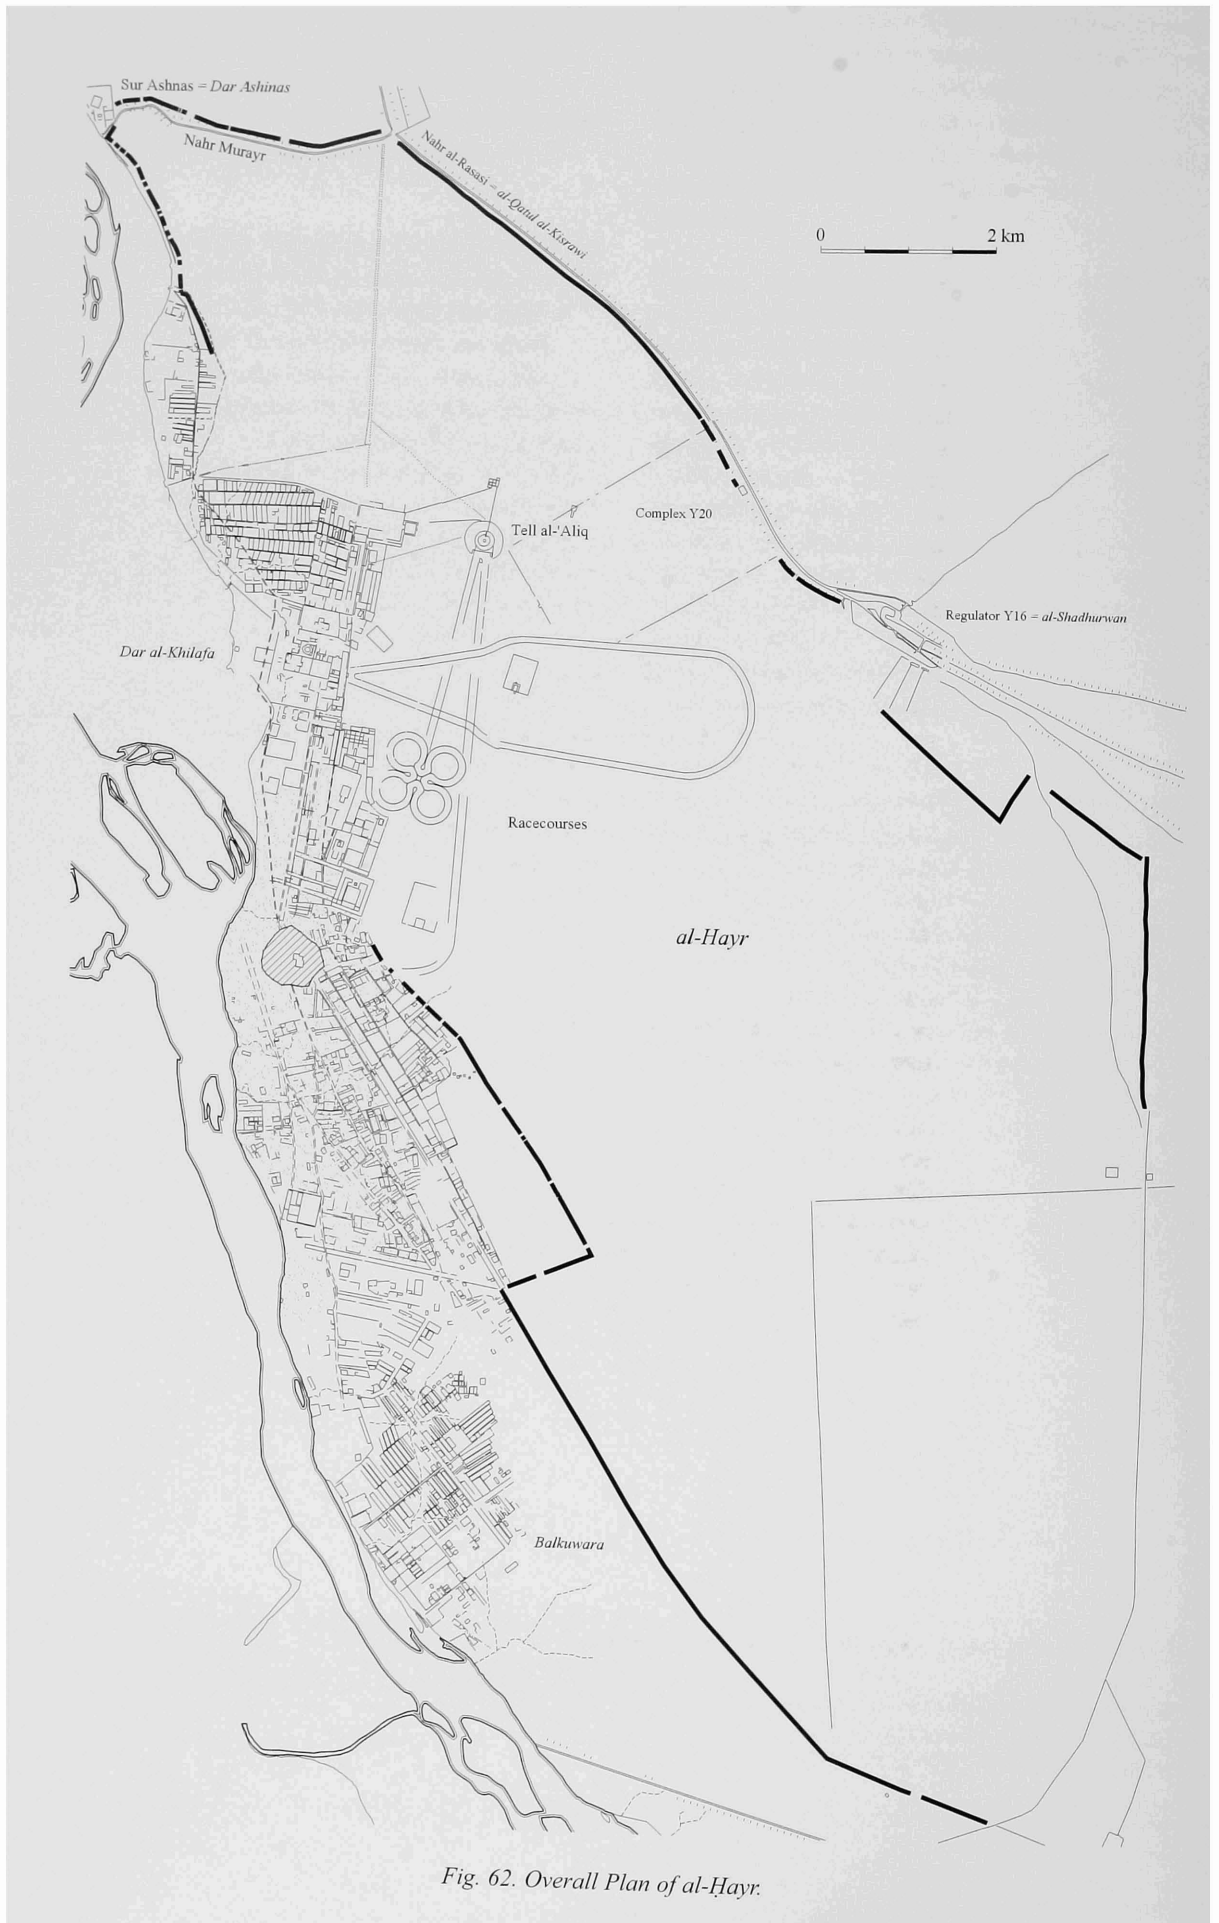 Sur Ashnas = Dar Ashinas
Nahr Murayr
Nahr al-Rasasi = al-Qatul al-Kisrawi
0 2 km
Complex Y20
Tell al-'Aliq
Regulator Y16 = al-Shadhurwan
Dar al-Khilafa
Racecourses
al-Hayr
Balkuwara
Fig. 62. Overall Plan of al-Ḥayr.